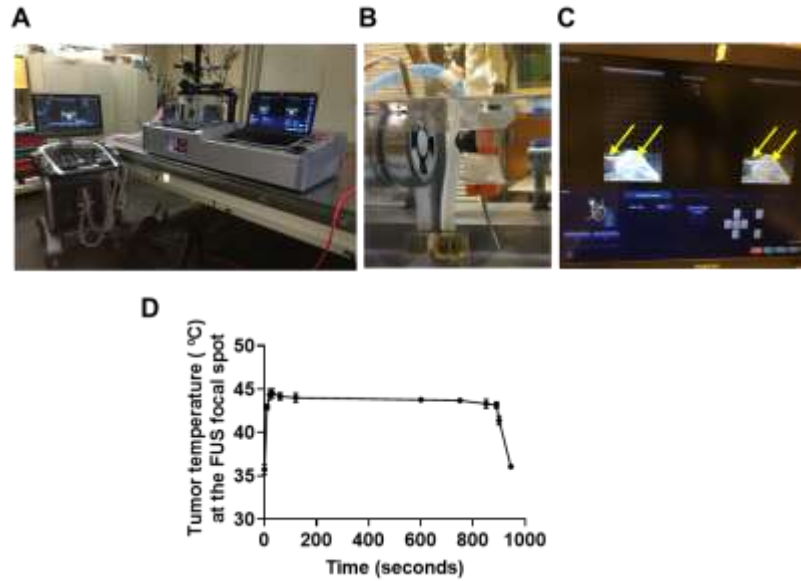 A
B
C
D
Tumor temperature ( ºC)
at the FUS focal spot
50
45
40
35
30
0
200
400
600
800
1000
Time (seconds)